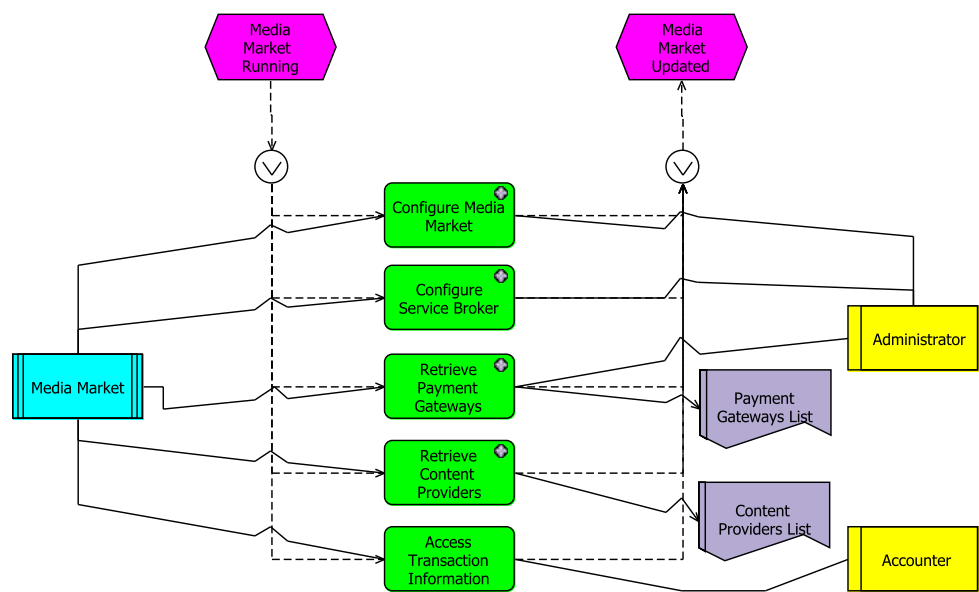 Media
Market
Running
Media
Market
Updated
Configure Media
Market
Configure
Service Broker
Administrator
Media Market
Retrieve
Payment
Gateways
Payment
Gateways List
Retrieve
Content
Providers
Content
Providers List
Access
Transaction
Information
Accounter